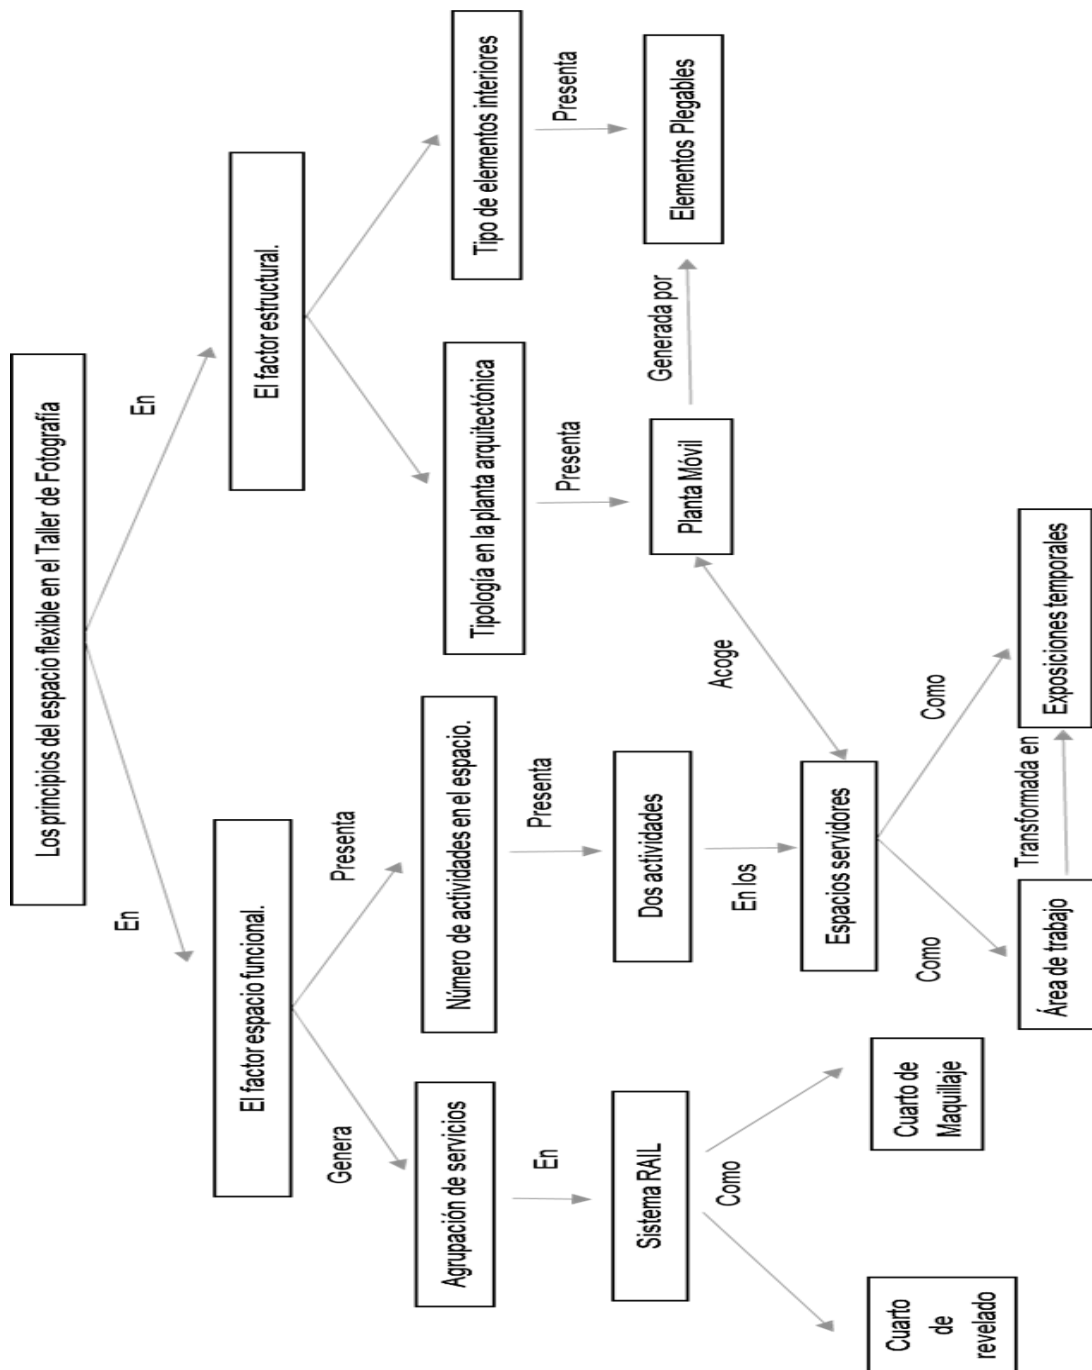 Los principios del espacio flexible en el Taller de Fotografía
En
En
El factor espacio funcional.
El factor estructural.
Genera
Presenta
Agrupación de servicios
Número de actividades en el espacio.
Tipología en la planta arquitectónica
Tipo de elementos interiores
En
Presenta
Presenta
Presenta
Sistema RAIL
Dos actividades
Planta Móvil
Generada por
Elementos Plegables
Como
En los
Acoge
Cuarto
de
revelado
Cuarto de
Maquillaje
Espacios servidores
Como
Como
Área de trabajo
Transformada en
Exposiciones temporales